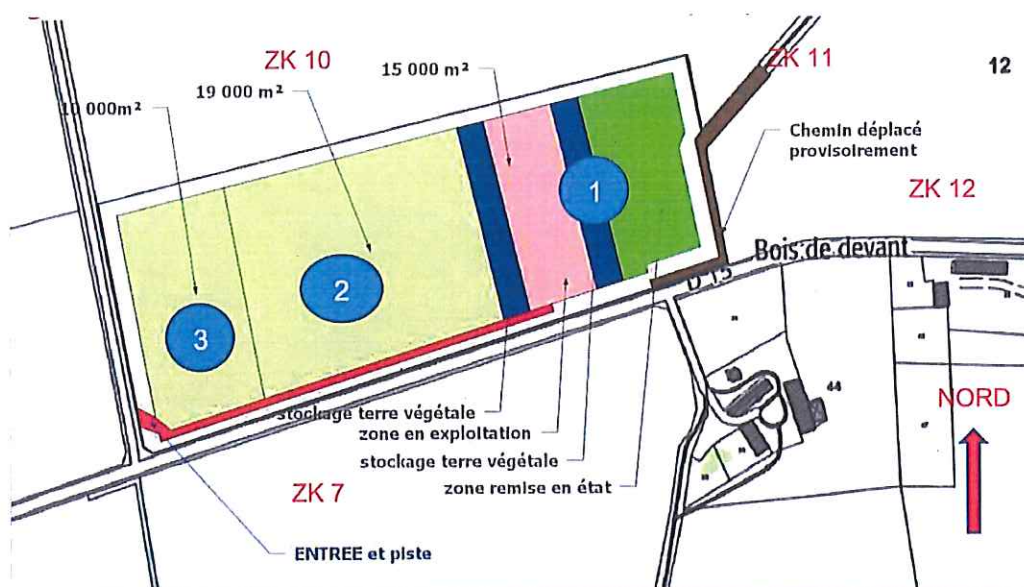 ZK 10
ZK 11
12
15 000 m²
19 000 m²
10 000m²
Chemin déplacé
provisoirement
ZK 12
1
Bois de devant
D 15
2
3
44
NORD
stockage terre végétale
zone en exploitation
stockage terre végétale
zone remise en état
ZK 7
ENTREE et piste